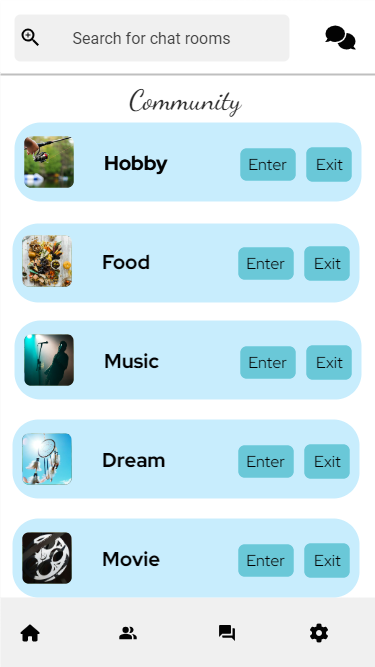 Search for chat rooms
Community
Hobby Enter Exit
Food Enter Exit
Music Enter Exit
Dream Enter Exit
Movie Enter Exit